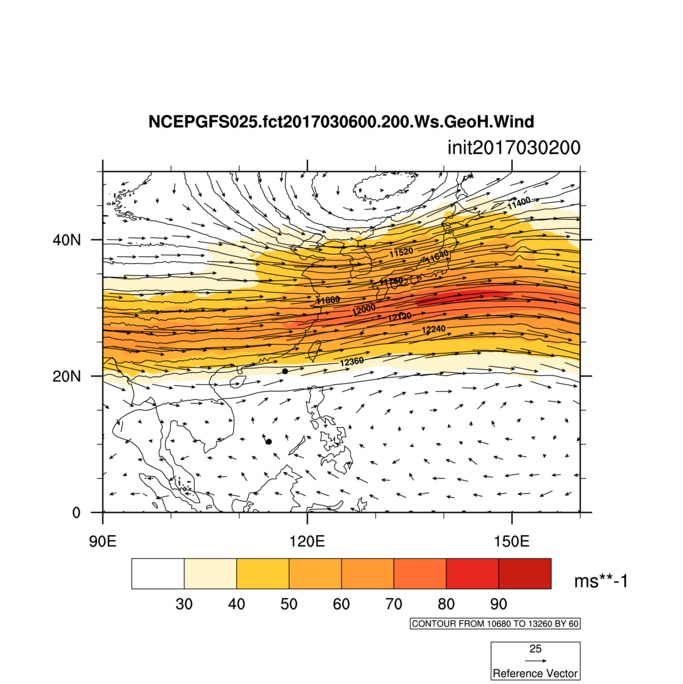 NCEPGFS025.fct2017030600.200.Ws.GeoH.Wind
init2017030200
11400
40N
11520
11640
11760
11880
12000
12120
12240
12360
20N
0
90E 120E 150E
ms**-1
30 40 50 60 70 80 90
CONTOUR FROM 10680 TO 13260 BY 60
25
Reference Vector